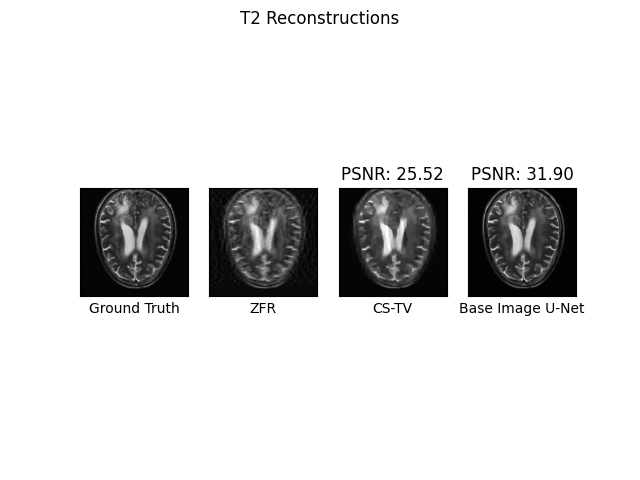 T2 Reconstructions
PSNR: 25.52
PSNR: 31.90
Ground Truth
ZFR
CS-TV
Base Image U-Net